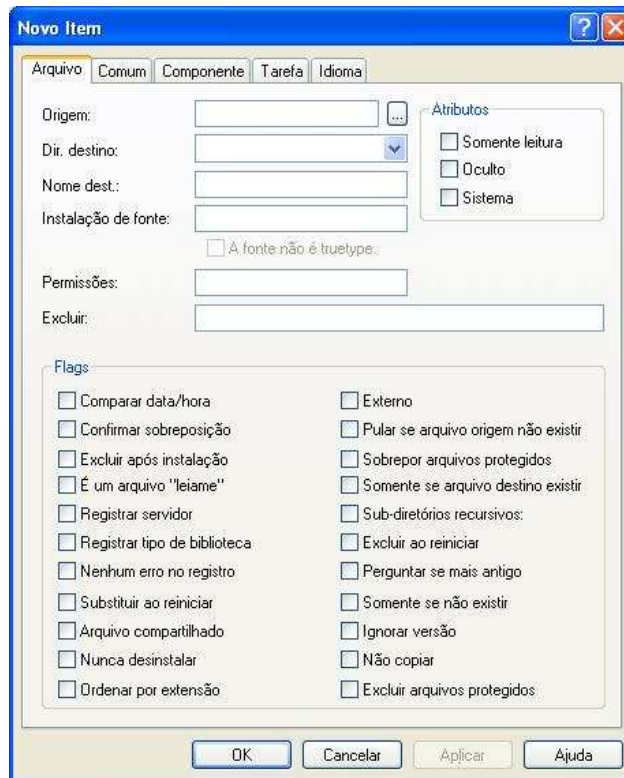 Novo Item
Arquivo Comum Componente Tarefa Idioma
Origem: ...
Dir. destino:
Nome dest.:
Instalação de fonte:
A fonte não é truetype.
Permissões:
Excluir:
Atributos
Somente leitura
Oculto
Sistema
Flags
Comparar data/hora
Confirmar sobreposição
Excluir após instalação
É um arquivo "leiame"
Registrar servidor
Registrar tipo de biblioteca
Nenhum erro no registro
Substituir ao reiniciar
Arquivo compartilhado
Nunca desinstalar
Ordenar por extensão
Externo
Pular se arquivo origem não existir
Sobrepor arquivos protegidos
Somente se arquivo destino existir
Sub-diretórios recursivos:
Excluir ao reiniciar
Perguntar se mais antigo
Somente se não existir
Ignorar versão
Não copiar
Excluir arquivos protegidos
OK Cancelar Aplicar Ajuda